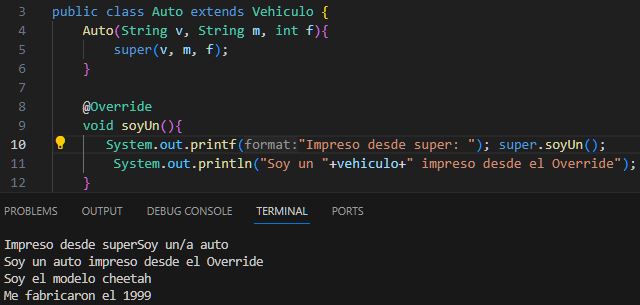 3 public class Auto extends Vehiculo {
4 Auto(String v, String m, int f){
5 super(v, m, f);
6 }
7
8 @Override
9 void soyUn(){
10 System.out.printf(format:"Impreso desde super: "); super.soyUn();
11 System.out.println("Soy un "+vehiculo+" impreso desde el Override");
12 }
PROBLEMS OUTPUT DEBUG CONSOLE TERMINAL PORTS
Impreso desde superSoy un/a auto
Soy un auto impreso desde el Override
Soy el modelo cheetah
Me fabricaron el 1999